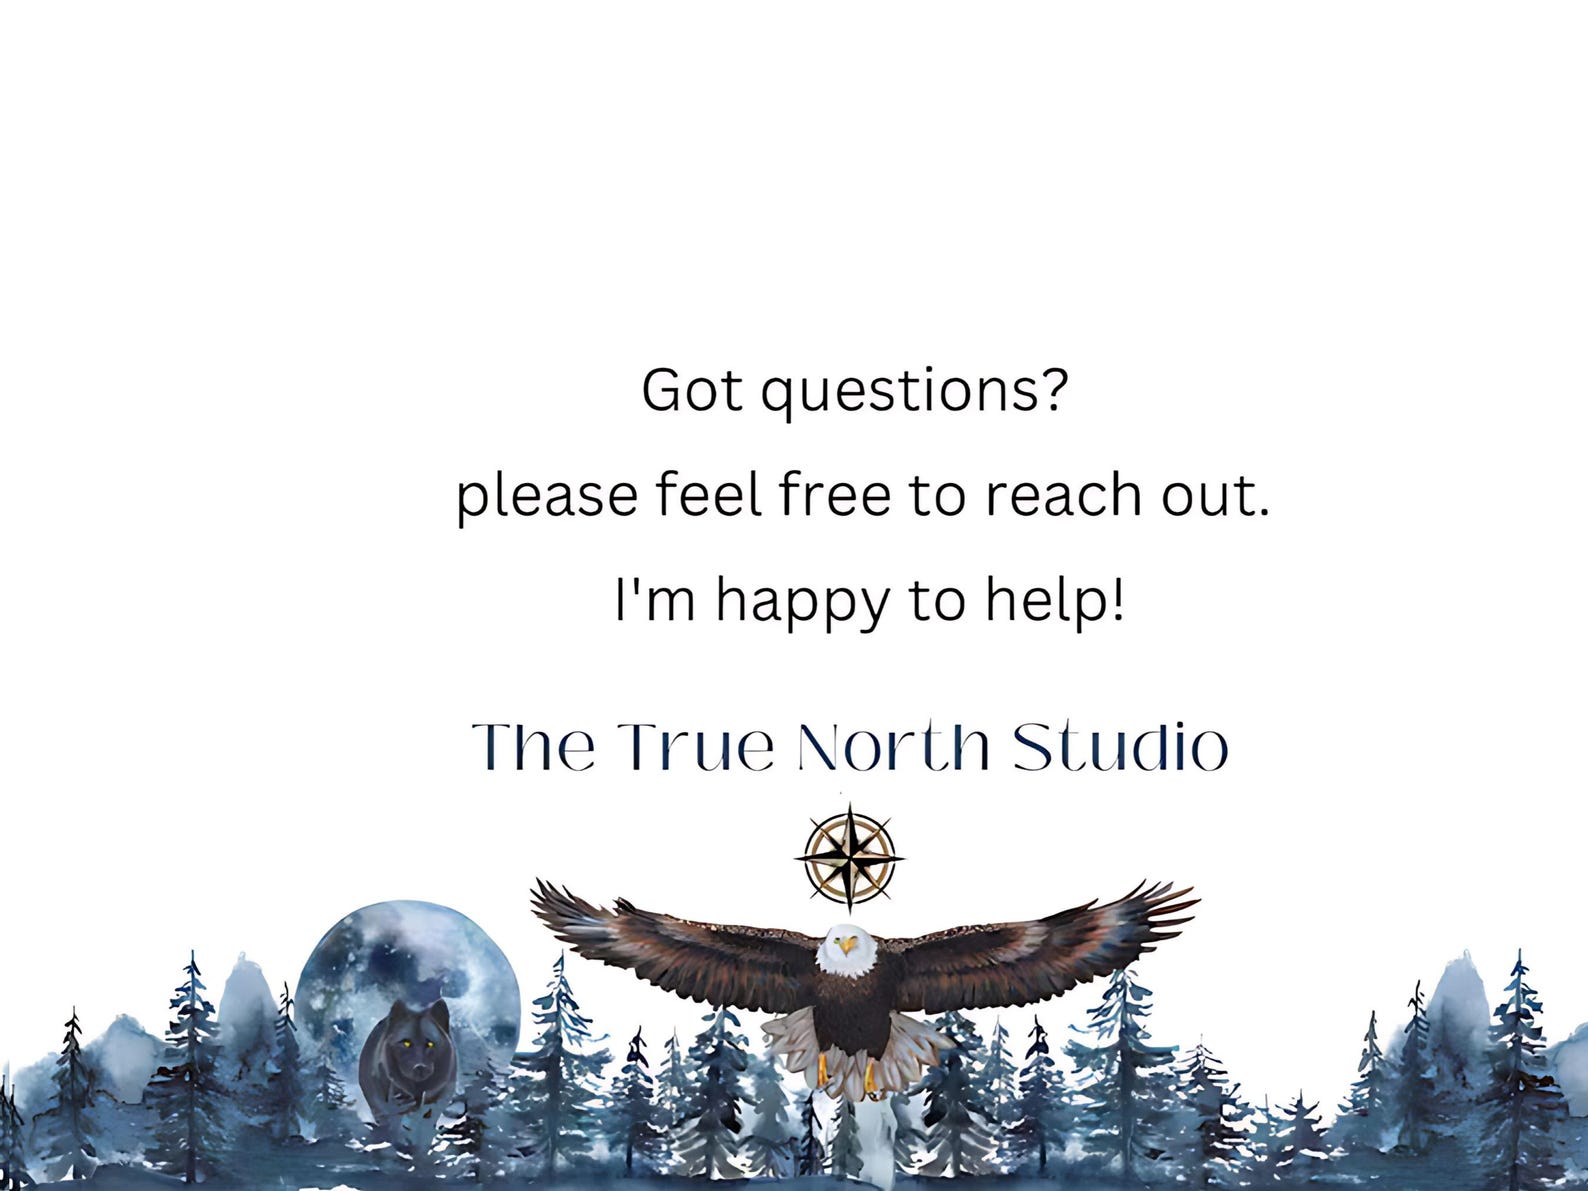 Got questions?
please feel free to reach out.
I'm happy to help!
The True North Studio